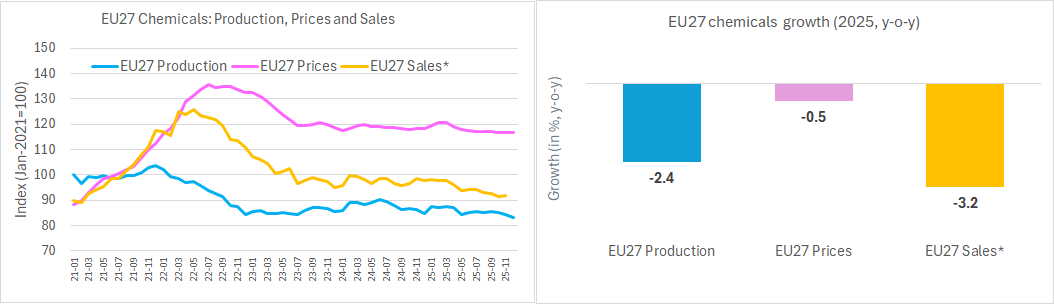 EU27 Chemicals: Production, Prices and Sales
150
EU27 Production EU27 Prices EU27 Sales*
140
130
120
110
100
90
80
70
Index (Jan-2021=100)
21-01 21-03 21-05 21-07 21-09 21-11 22-01 22-03 22-05 22-07 22-09 22-11 23-01 23-03 23-05 23-07 23-09 23-11 24-01 24-03 24-05 24-07 24-09 24-11 25-01 25-03 25-05 25-07 25-09 25-11
EU27 chemicals growth (2025, y-o-y)
Growth (in %, y-o-y)
-0.5
-2.4
-3.2
EU27 Production EU27 Prices EU27 Sales*